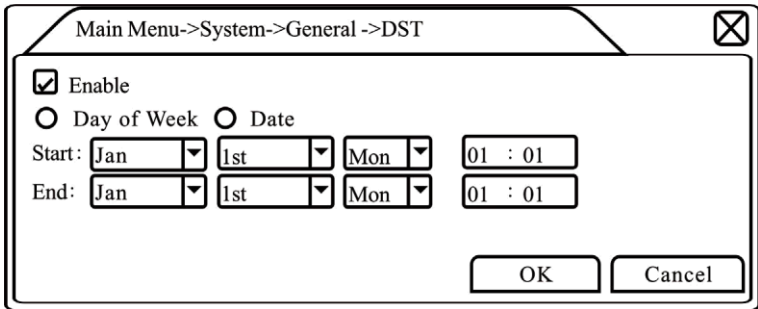 Main Menu->System->General ->DST
Enable
Day of Week Date
Start: Jan 1st Mon 01 : 01
End: Jan 1st Mon 01 : 01
OK Cancel